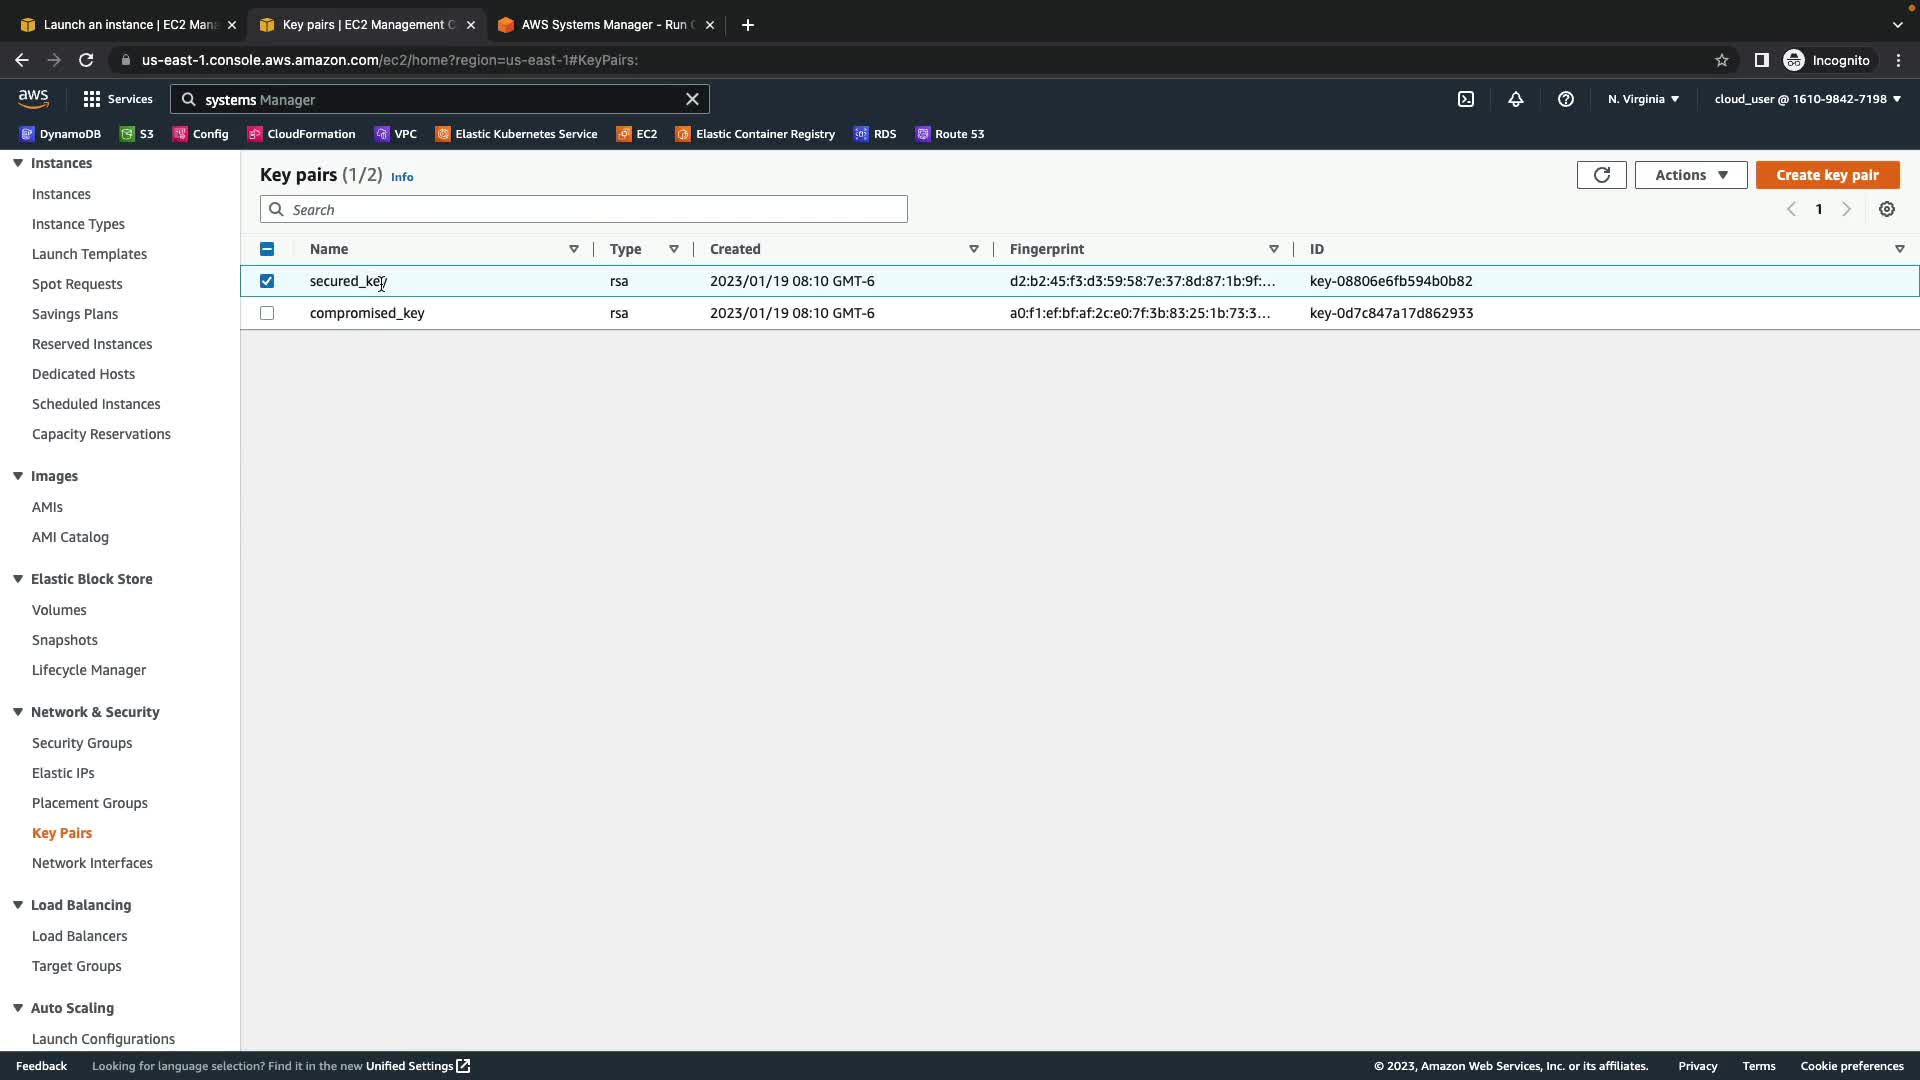 Launch an instance | EC2 Man
Key pairs | EC2 Management C
AWS Systems Manager - Run C
us-east-1.console.aws.amazon.com/ec2/home?region=us-east-1#KeyPairs:
Incognito
aws
Services
systems Manager
N. Virginia
cloud_user @ 1610-9842-7198
DynamoDB
S3
Config
CloudFormation
VPC
Elastic Kubernetes Service
EC2
Elastic Container Registry
RDS
Route 53
Instances
Instances
Instance Types
Launch Templates
Spot Requests
Savings Plans
Reserved Instances
Dedicated Hosts
Scheduled Instances
Capacity Reservations
Images
AMIs
AMI Catalog
Elastic Block Store
Volumes
Snapshots
Lifecycle Manager
Network & Security
Security Groups
Elastic IPs
Placement Groups
Key Pairs
Network Interfaces
Load Balancing
Load Balancers
Target Groups
Auto Scaling
Launch Configurations
Key pairs (1/2) Info
Actions
Create key pair
Search
1
Name Type Created Fingerprint ID
secured_key rsa 2023/01/19 08:10 GMT-6 d2:b2:45:f3:d3:59:58:7e:37:8d:87:1b:9f:... key-08806e6fb594b0b82
compromised_key rsa 2023/01/19 08:10 GMT-6 a0:f1:ef:bf:af:2c:e0:7f:3b:83:25:1b:73:3... key-0d7c847a17d862933
Feedback
Looking for language selection? Find it in the new Unified Settings
© 2023, Amazon Web Services, Inc. or its affiliates.
Privacy
Terms
Cookie preferences